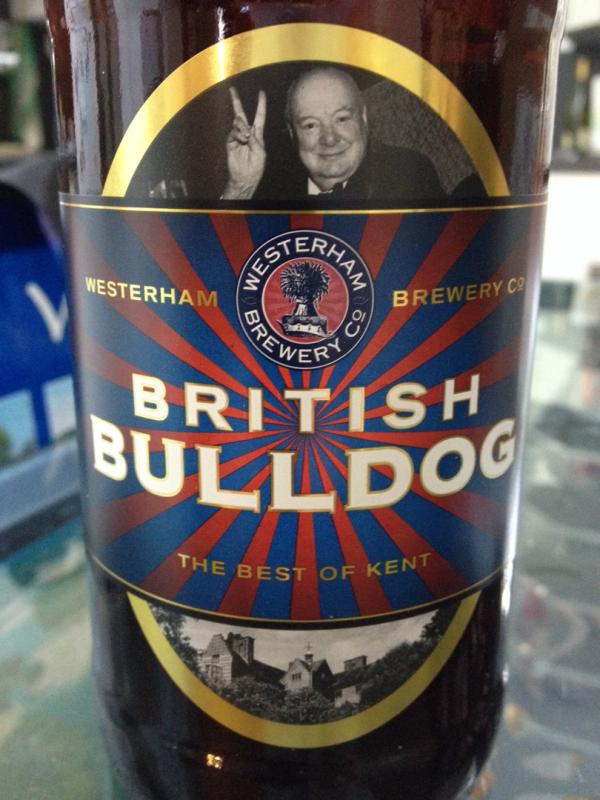 WESTERHAM
BREWERY Cº
WESTERHAM
BREWERY Cº
BRITISH
BULLDOG
THE BEST OF KENT